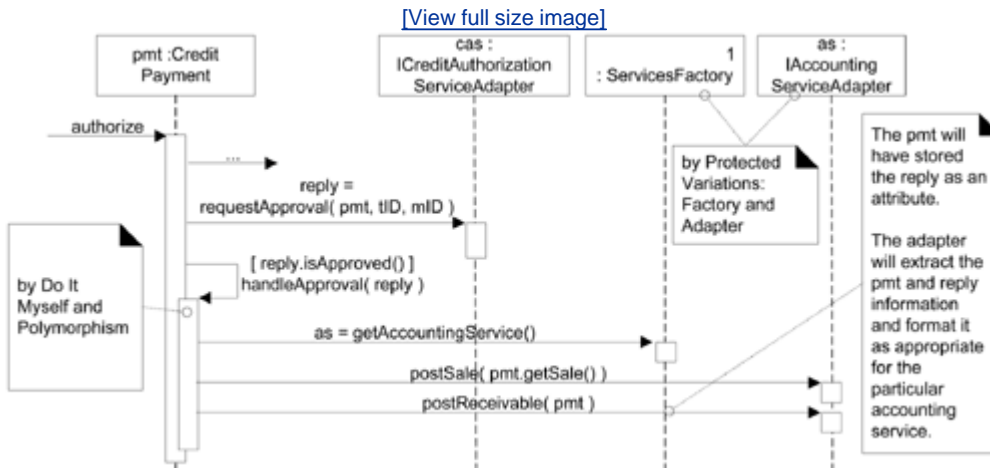 [View full size image]
pmt :Credit
Payment
cas :
ICreditAuthorization
ServiceAdapter
1
: ServicesFactory
as :
IAccounting
ServiceAdapter
authorize
...
reply =
requestApproval( pmt, tID, mID )
[ reply.isApproved() ]
handleApproval( reply )
as = getAccountingService()
postSale( pmt.getSale() )
postReceivable( pmt )
by Do It
Myself and
Polymorphism
by Protected
Variations:
Factory and
Adapter
The pmt will
have stored
the reply as an
attribute.
The adapter
will extract the
pmt and reply
information
and format it
as appropriate
for the
particular
accounting
service.